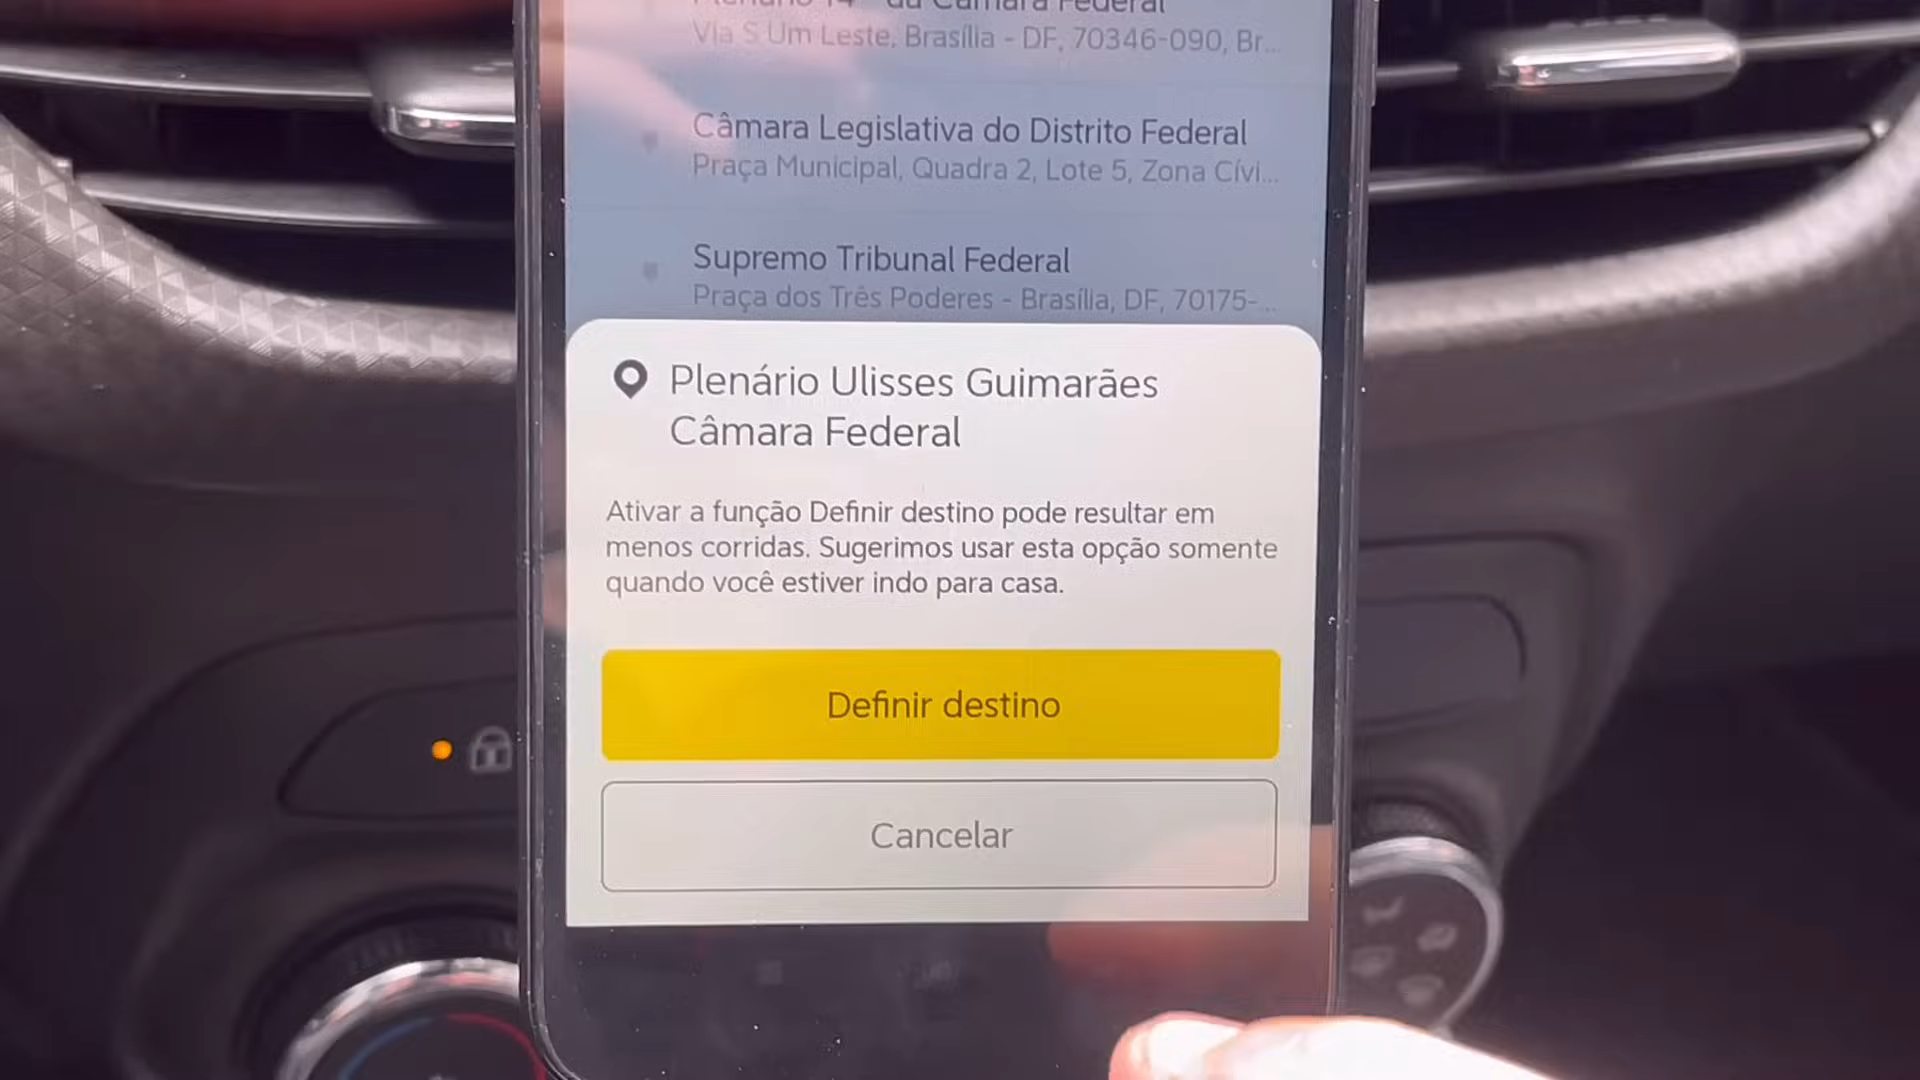 da Câmara Federal
Via S Um Leste, Brasília - DF, 70346-090, Br...
Câmara Legislativa do Distrito Federal
Praça Municipal, Quadra 2, Lote 5, Zona Cívi...
Supremo Tribunal Federal
Praça dos Três Poderes - Brasília, DF, 70175-...
Plenário Ulisses Guimarães
Câmara Federal
Ativar a função Definir destino pode resultar em
menos corridas. Sugerimos usar esta opção somente
quando você estiver indo para casa.
Definir destino
Cancelar